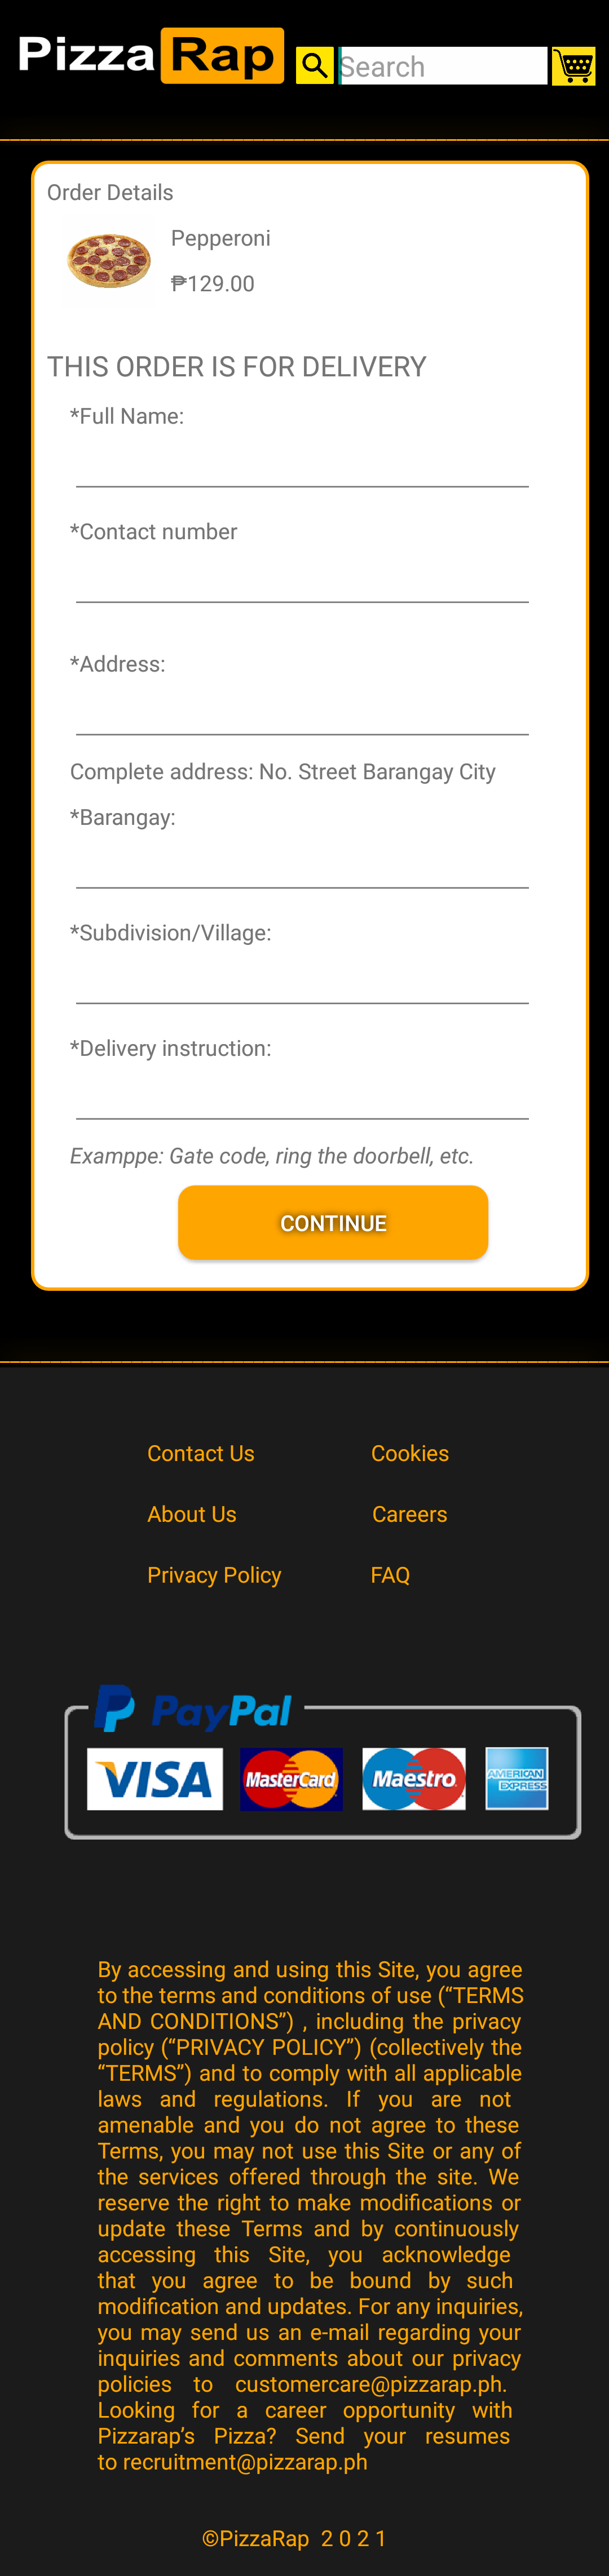 Pizza Rap
Search
Order Details
Pepperoni
₱129.00
THIS ORDER IS FOR DELIVERY
*Full Name:
*Contact number
*Address:
Complete address: No. Street Barangay City
*Barangay:
*Subdivision/Village:
*Delivery instruction:
Examppe: Gate code, ring the doorbell, etc.
CONTINUE
Contact Us Cookies
About Us Careers
Privacy Policy FAQ
PayPal
VISA MasterCard Maestro AMERICAN EXPRESS
By accessing and using this Site, you agree
to the terms and conditions of use (“TERMS
AND CONDITIONS”) , including the privacy
policy (“PRIVACY POLICY”) (collectively the
“TERMS”) and to comply with all applicable
laws and regulations. If you are not
amenable and you do not agree to these
Terms, you may not use this Site or any of
the services offered through the site. We
reserve the right to make modifications or
update these Terms and by continuously
accessing this Site, you acknowledge
that you agree to be bound by such
modification and updates. For any inquiries,
you may send us an e-mail regarding your
inquiries and comments about our privacy
policies to customercare@pizzarap.ph.
Looking for a career opportunity with
Pizzarap’s Pizza? Send your resumes
to recruitment@pizzarap.ph
©PizzaRap 2 0 2 1